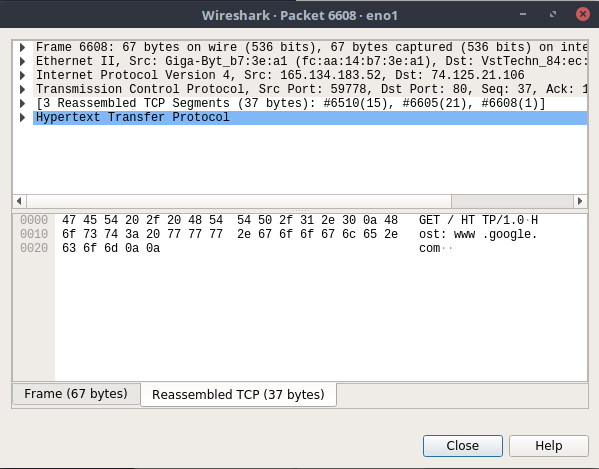 Wireshark · Packet 6608 · eno1
Frame 6608: 67 bytes on wire (536 bits), 67 bytes captured (536 bits) on inte
Ethernet II, Src: Giga-Byt_b7:3e:a1 (fc:aa:14:b7:3e:a1), Dst: VstTechn_84:ec:
Internet Protocol Version 4, Src: 165.134.183.52, Dst: 74.125.21.106
Transmission Control Protocol, Src Port: 59778, Dst Port: 80, Seq: 37, Ack: 1
[3 Reassembled TCP Segments (37 bytes): #6510(15), #6605(21), #6608(1)]
Hypertext Transfer Protocol
0000 47 45 54 20 2f 20 48 54 54 50 2f 31 2e 30 0a 48 GET / HT TP/1.0·H
0010 6f 73 74 3a 20 77 77 77 2e 67 6f 6f 67 6c 65 2e ost: www .google.
0020 63 6f 6d 0a 0a com··
Frame (67 bytes) Reassembled TCP (37 bytes)
Close Help